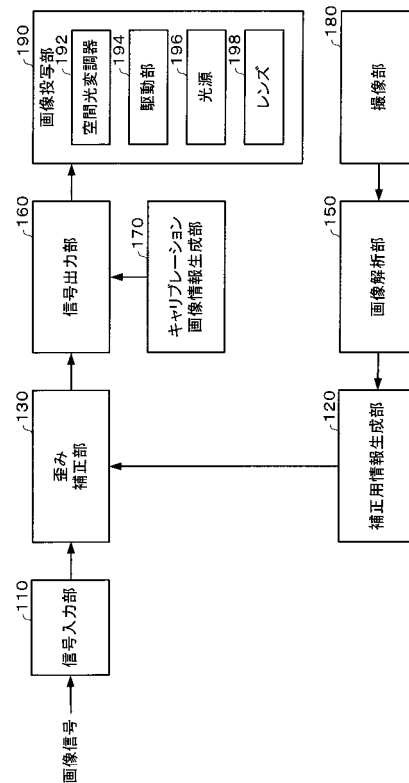 画像信号
110
信号入力部
130
歪み
補正部
160
信号出力部
190
画像投写部
192
空間光変調器
194
駆動部
196
光源
198
レンズ
170
キャリブレーション
画像情報生成部
120
補正用情報生成部
150
画像解析部
180
撮像部